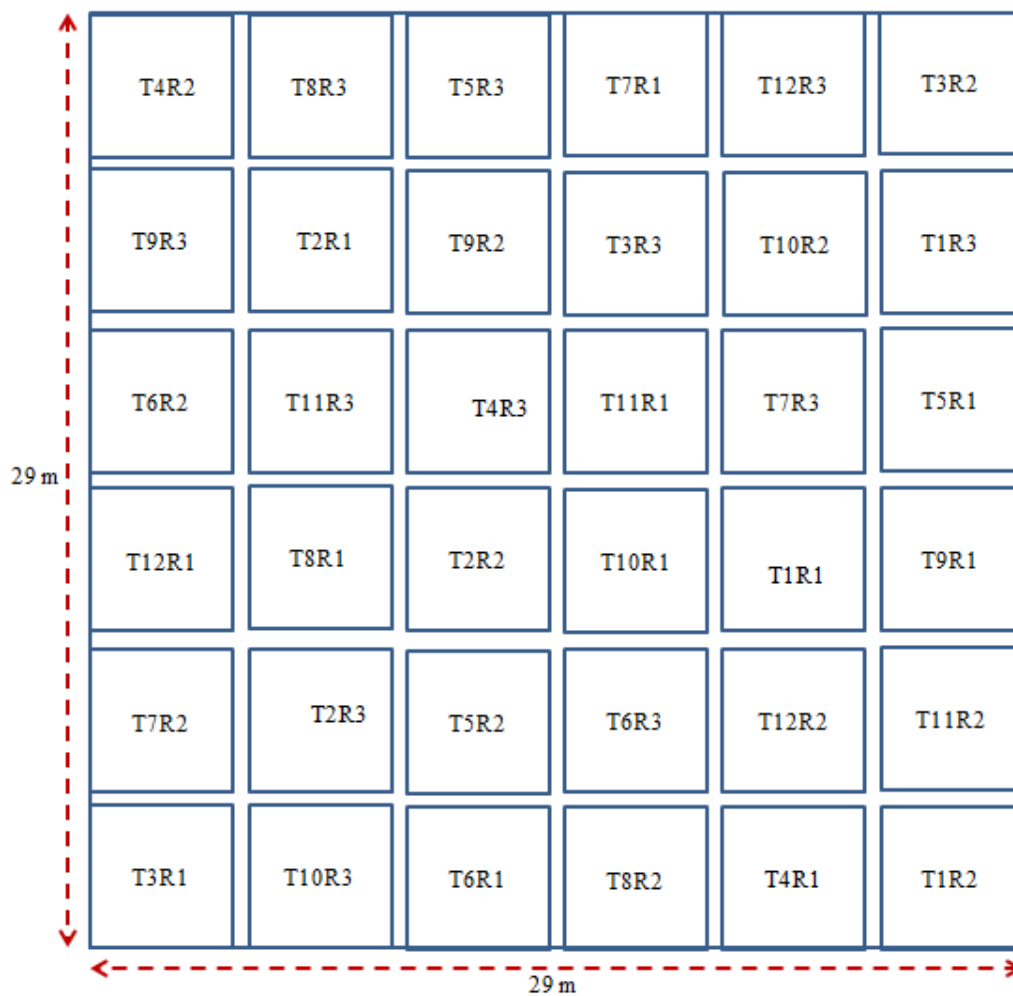 T4R2 T8R3 T5R3 T7R1 T12R3 T3R2
T9R3 T2R1 T9R2 T3R3 T10R2 T1R3
T6R2 T11R3 T4R3 T11R1 T7R3 T5R1
29 m
T12R1 T8R1 T2R2 T10R1 T1R1 T9R1
T7R2 T2R3 T5R2 T6R3 T12R2 T11R2
T3R1 T10R3 T6R1 T8R2 T4R1 T1R2
29 m